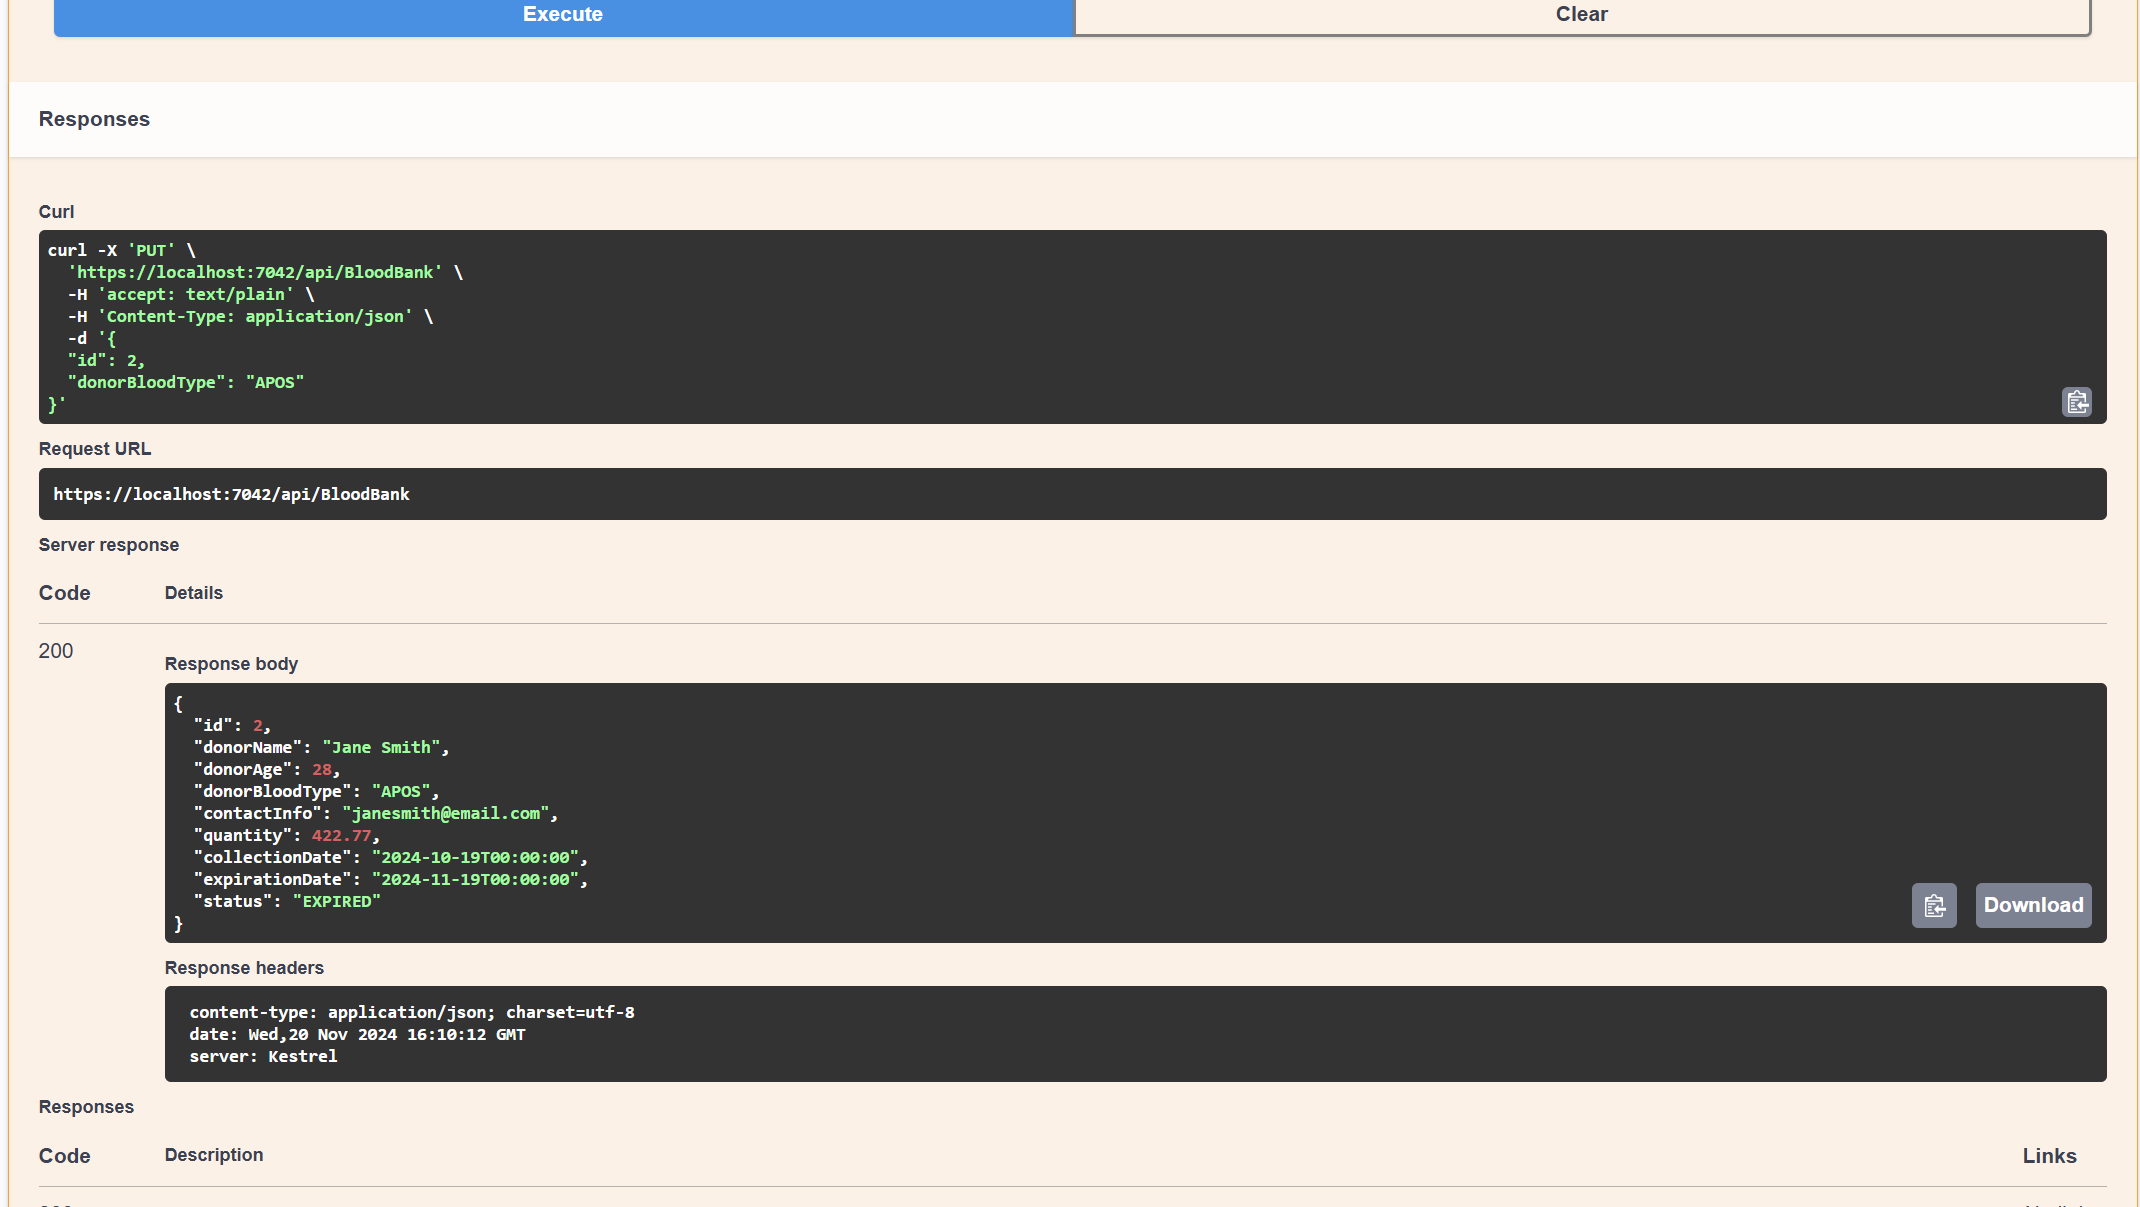 Execute
Clear
Responses
Curl
curl -X 'PUT' \
  'https://localhost:7042/api/BloodBank' \
  -H 'accept: text/plain' \
  -H 'Content-Type: application/json' \
  -d '{
  "id": 2,
  "donorBloodType": "APOS"
}'
Request URL
https://localhost:7042/api/BloodBank
Server response
Code Details
200
Response body
{
  "id": 2,
  "donorName": "Jane Smith",
  "donorAge": 28,
  "donorBloodType": "APOS",
  "contactInfo": "janesmith@email.com",
  "quantity": 422.77,
  "collectionDate": "2024-10-19T00:00:00",
  "expirationDate": "2024-11-19T00:00:00",
  "status": "EXPIRED"
}
Download
Response headers
content-type: application/json; charset=utf-8
date: Wed,20 Nov 2024 16:10:12 GMT
server: Kestrel
Responses
Code Description Links